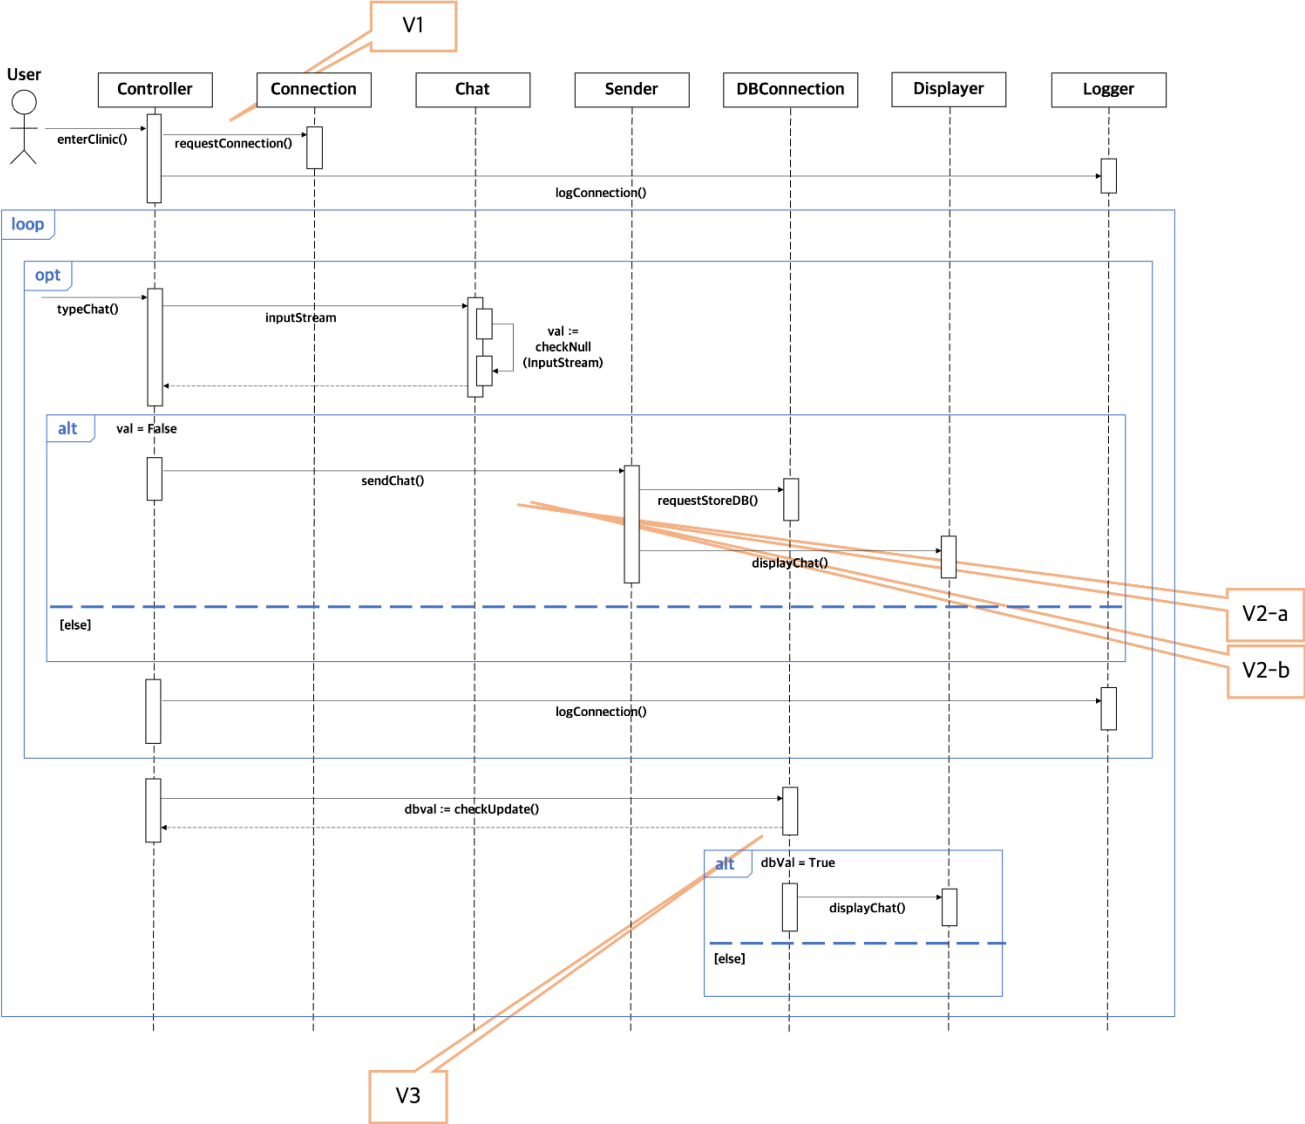 V1
User
Controller
Connection
Chat
Sender
DBConnection
Displayer
Logger
enterClinic()
requestConnection()
logConnection()
loop
opt
typeChat()
inputStream
val :=
checkNull
(InputStream)
alt
val = False
sendChat()
requestStoreDB()
displayChat()
V2-a
[else]
V2-b
logConnection()
dbval := checkUpdate()
alt
dbVal = True
displayChat()
[else]
V3